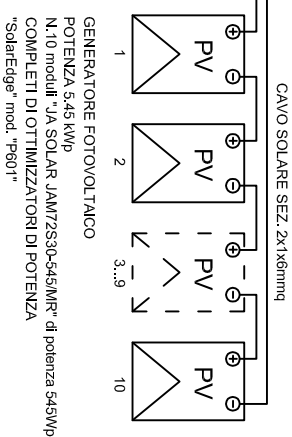 CAVO SOLARE SEZ. 2x1x6mmq
+ - + - + - + -
PV PV PV PV
1 2 3...9 10
GENERATORE FOTOVOLTAICO
POTENZA 5.45 kWp
N.10 moduli "JA SOLAR JAM72S30-545/MR" di potenza 545Wp
COMPLETI DI OTTIMIZZATORI DI POTENZA
"SolarEdge" mod. "P601"